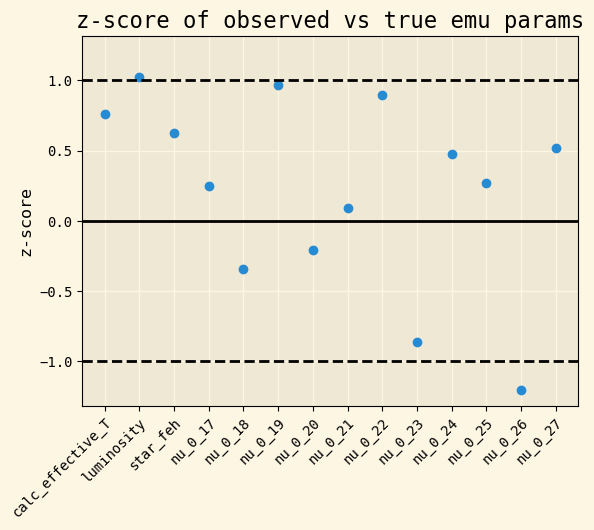 z-score of observed vs true emu params
z-score
1.0
0.5
0.0
−0.5
−1.0
calc_effective_T
luminosity
star_feh
nu_0_17
nu_0_18
nu_0_19
nu_0_20
nu_0_21
nu_0_22
nu_0_23
nu_0_24
nu_0_25
nu_0_26
nu_0_27